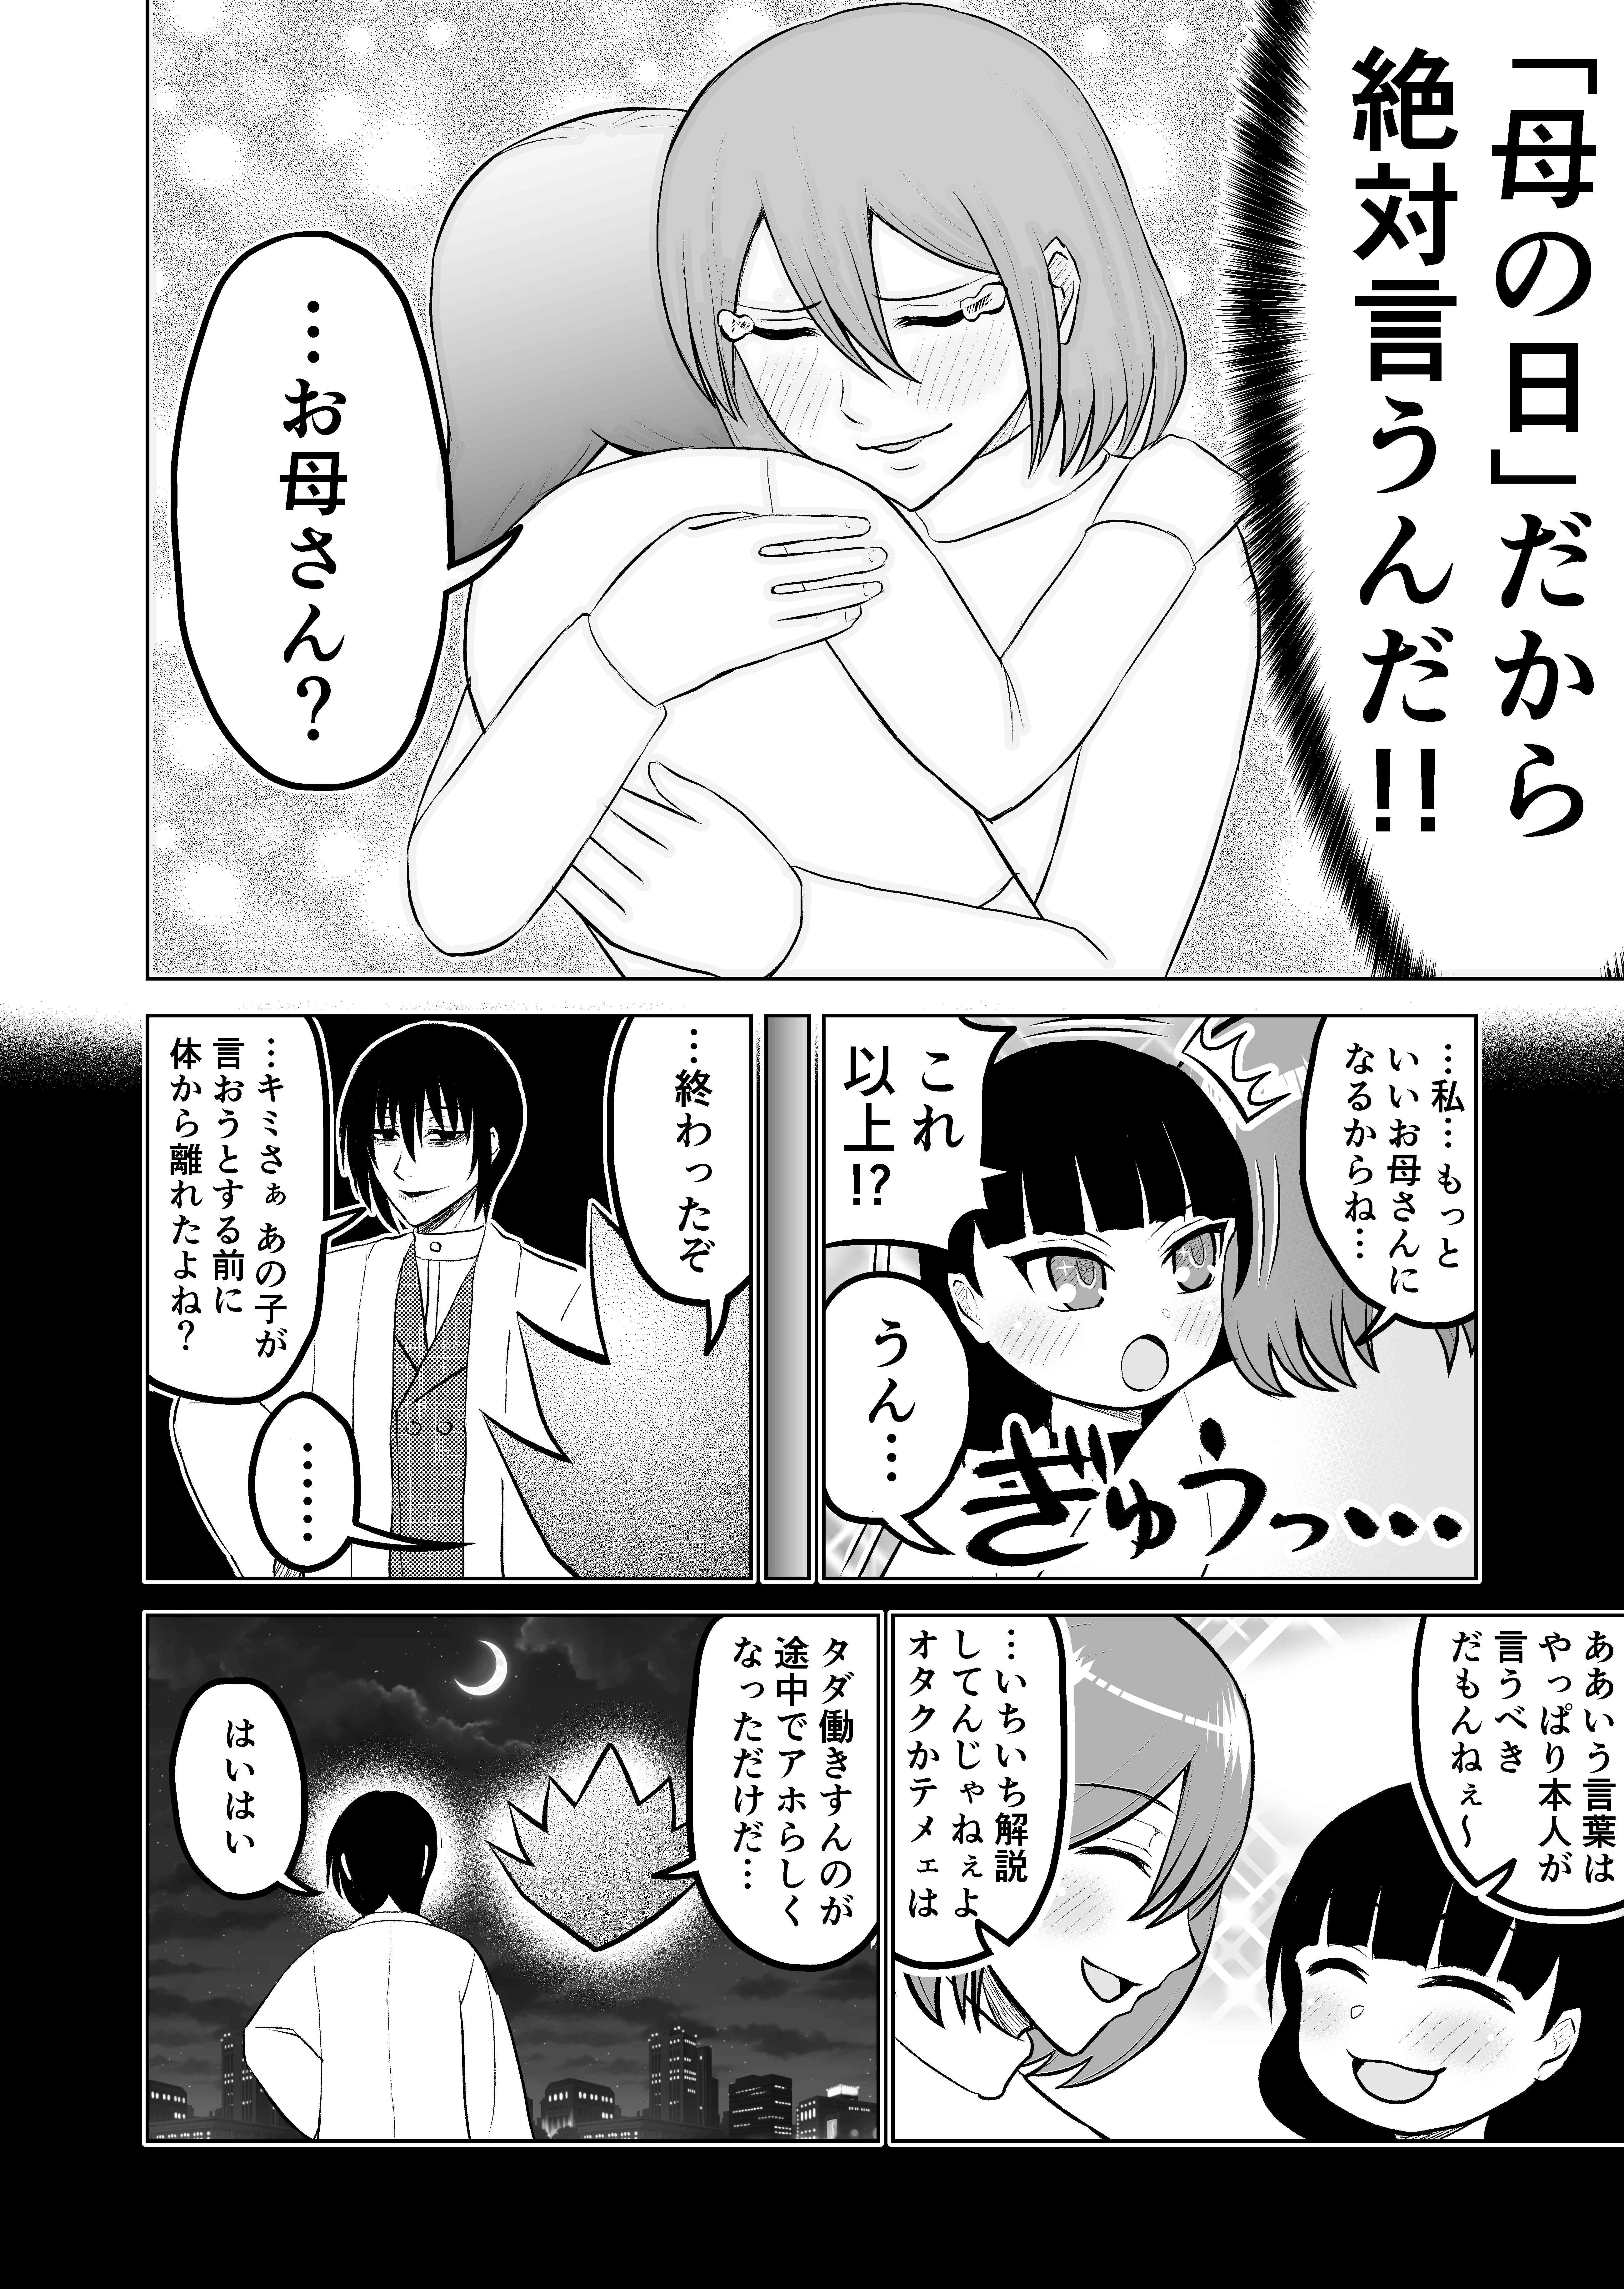 「母の日」だから
絶対言うんだ!!
…お母さん?
…私…もっと
いいお母さんに
なるからね…
これ
以上!?
うん…
ぎゅうっ…
…終わったぞ
…キミさぁ あの子が
言おうとする前に
体から離れたよね?
……
ああいう言葉は
やっぱり本人が
言うべき
だもんねぇ～
…いちいち解説
してんじゃねぇよ
オタクかテメェは
タダ働きすんのが
途中でアホらしく
なっただけだ…
はいはい